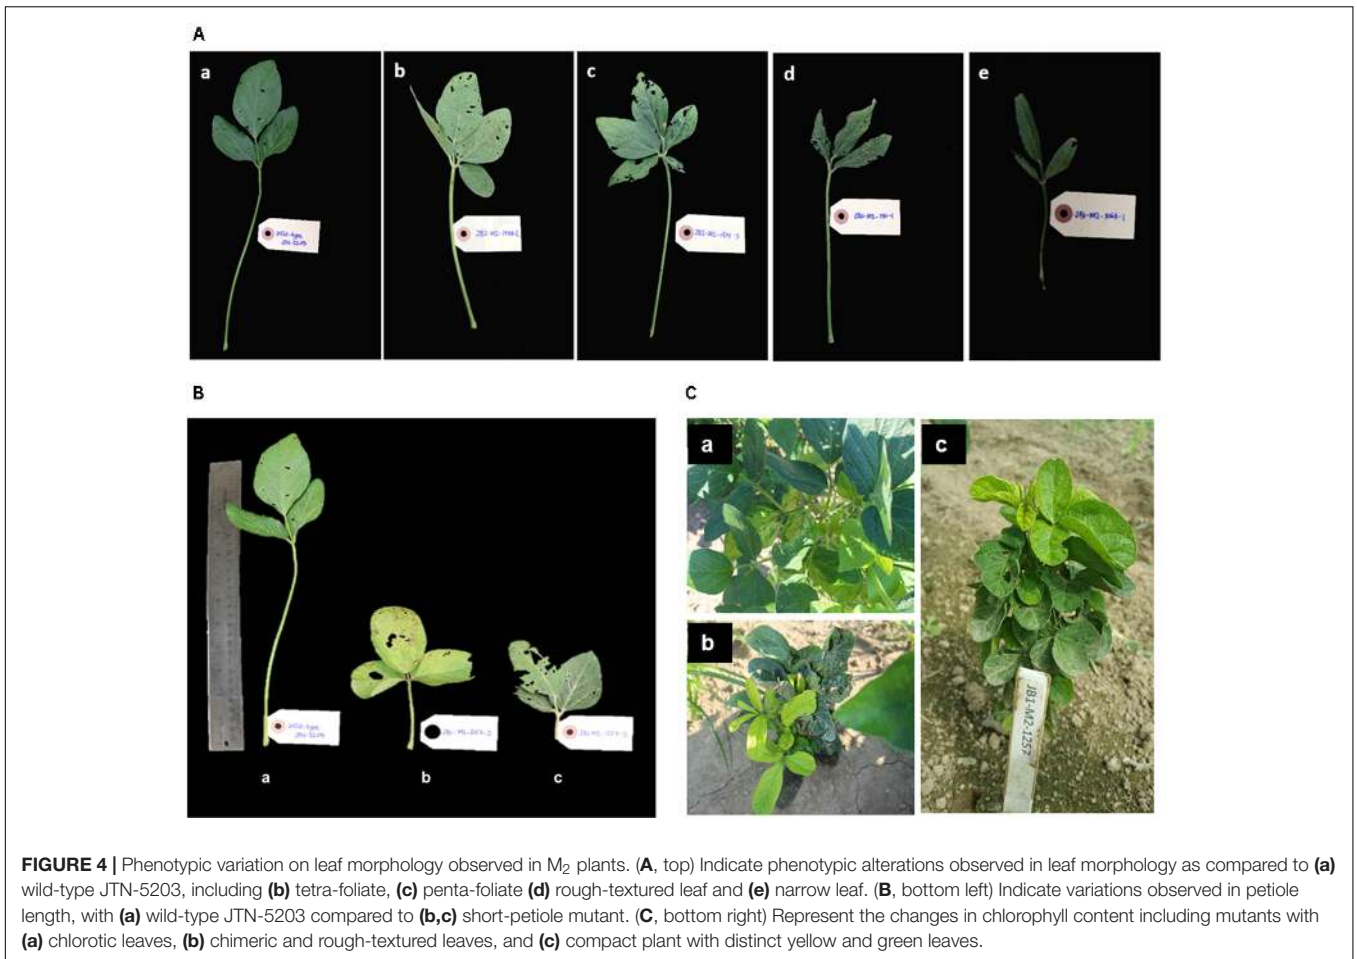 A
a
b
c
d
e
B
a
b
c
C
a
b
c
JB1-M2-1257
FIGURE 4 | Phenotypic variation on leaf morphology observed in M2 plants. (A, top) Indicate phenotypic alterations observed in leaf morphology as compared to (a)
wild-type JTN-5203, including (b) tetra-foliate, (c) penta-foliate (d) rough-textured leaf and (e) narrow leaf. (B, bottom left) Indicate variations observed in petiole
length, with (a) wild-type JTN-5203 compared to (b,c) short-petiole mutant. (C, bottom right) Represent the changes in chlorophyll content including mutants with
(a) chlorotic leaves, (b) chimeric and rough-textured leaves, and (c) compact plant with distinct yellow and green leaves.